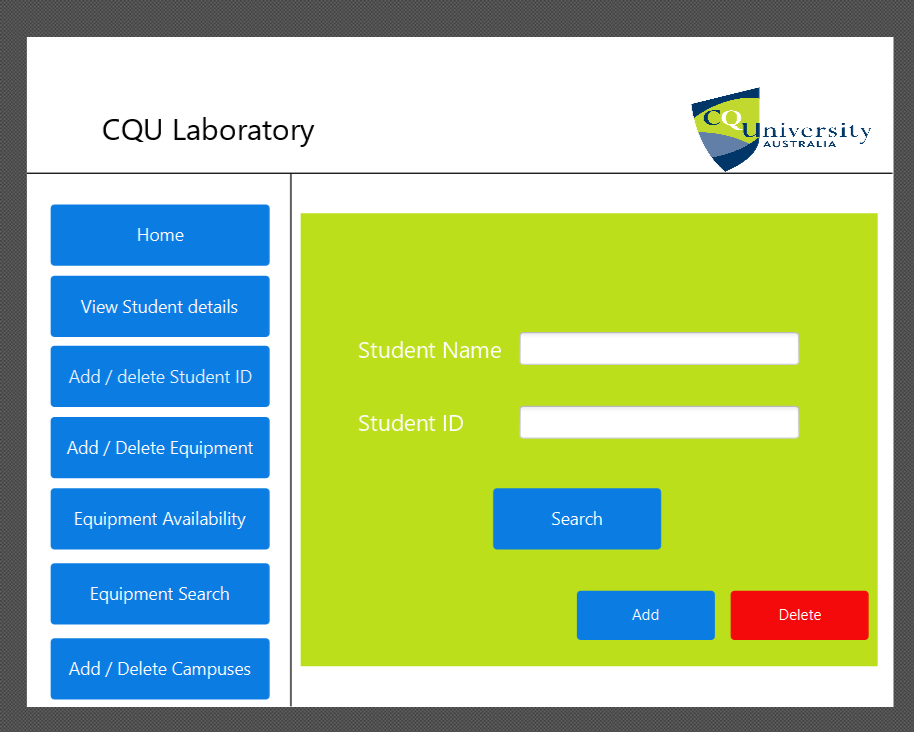 CQU Laboratory
CQUniversity
AUSTRALIA
Home
View Student details
Add / delete Student ID
Add / Delete Equipment
Equipment Availability
Equipment Search
Add / Delete Campuses
Student Name
Student ID
Search
Add
Delete